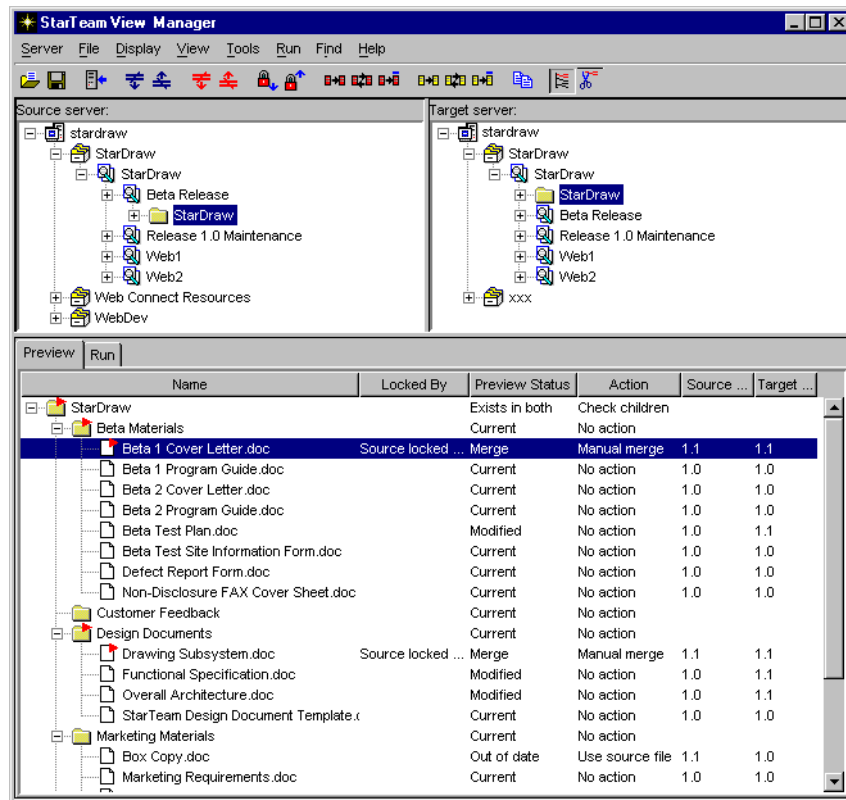 StarTeam View Manager
Server File Display View Tools Run Find Help
Source server:
stardraw
StarDraw
StarDraw
Beta Release
StarDraw
Release 1.0 Maintenance
Web1
Web2
Web Connect Resources
WebDev
Target server:
stardraw
StarDraw
StarDraw
StarDraw
Beta Release
Release 1.0 Maintenance
Web1
Web2
xxx
Preview Run
Name Locked By Preview Status Action Source ... Target ...
StarDraw Exists in both Check children
Beta Materials Current No action
Beta 1 Cover Letter.doc Source locked ... Merge Manual merge 1.1 1.1
Beta 1 Program Guide.doc Current No action 1.0 1.0
Beta 2 Cover Letter.doc Current No action 1.0 1.0
Beta 2 Program Guide.doc Current No action 1.0 1.0
Beta Test Plan.doc Modified No action 1.0 1.1
Beta Test Site Information Form.doc Current No action 1.0 1.0
Defect Report Form.doc Current No action 1.0 1.0
Non-Disclosure FAX Cover Sheet.doc Current No action 1.0 1.0
Customer Feedback Current No action
Design Documents Current No action
Drawing Subsystem.doc Source locked ... Merge Manual merge 1.1 1.1
Functional Specification.doc Modified No action 1.0 1.1
Overall Architecture.doc Modified No action 1.0 1.1
StarTeam Design Document Template.( Current No action 1.0 1.0
Marketing Materials Current No action
Box Copy.doc Out of date Use source file 1.1 1.0
Marketing Requirements.doc Current No action 1.0 1.0